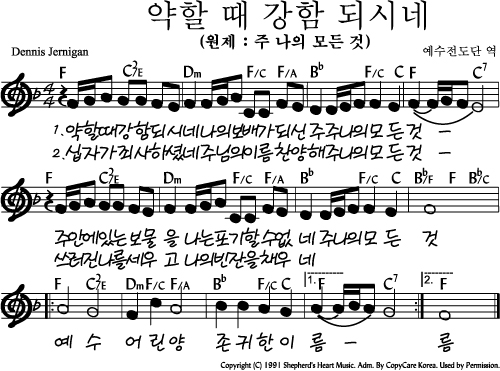 약할 때 강함 되시네
(원제 : 주 나의 모든 것)
Dennis Jernigan
예수전도단 역
F C²/E Dm F/C F/A Bb F/C C F C7
1. 약할때강함되시네나의보배가되신 주주나의모 든것 –
2. 십자가죄사하셨네주님의이름찬양해주나의모 든것 –
F C²/E Dm F/C F/A Bb F/C C Bb/F F Bb/C F
주안에있는보물 을 나는포기할수없 네 주나의모 든 것
쓰러진나를세우 고 나의빈잔을채우 네
F C²/E Dm F/C F/A Bb F/C C 1. F C7 2. F
예 수 어 린 양 존 귀 한 이 름 – 름
Copyright (C) 1991 Shepherd's Heart Music. Adm. By CopyCare Korea. Used by Permission.